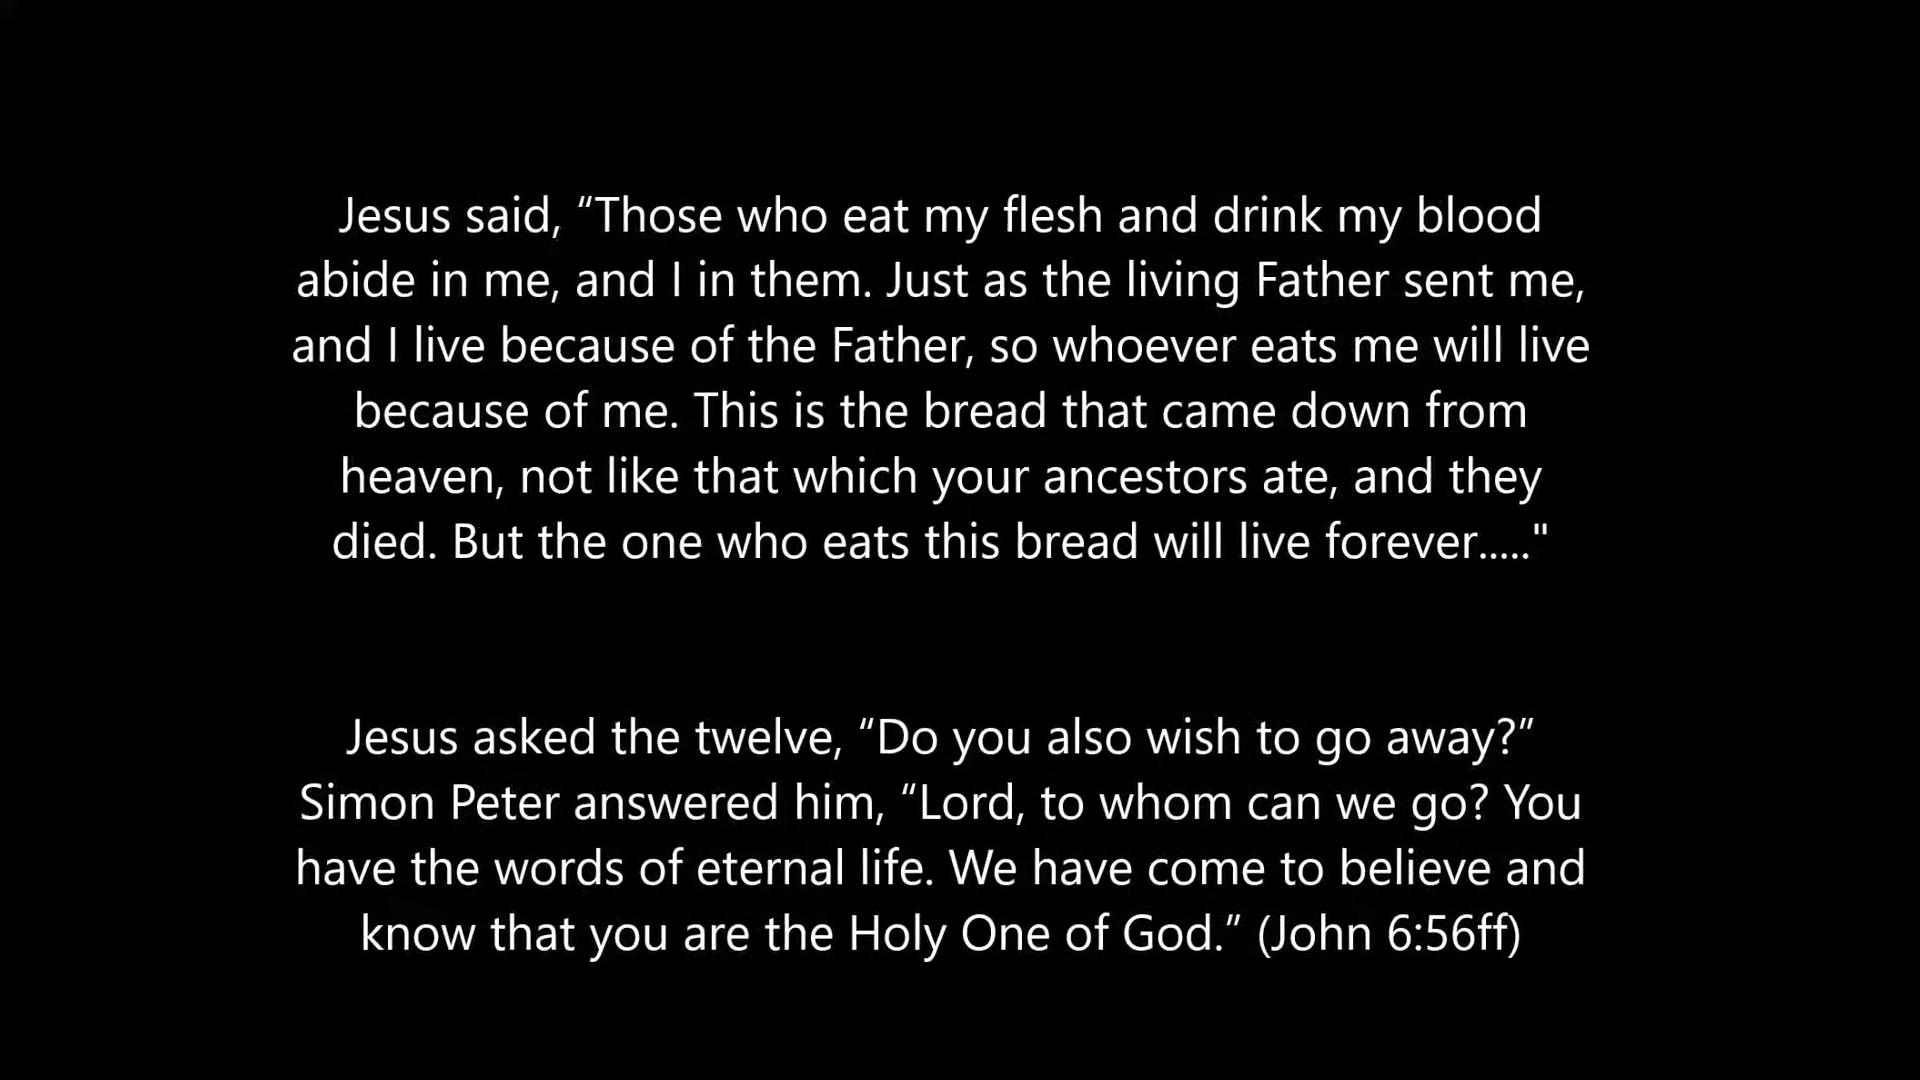 Jesus said, “Those who eat my flesh and drink my blood
abide in me, and I in them. Just as the living Father sent me,
and I live because of the Father, so whoever eats me will live
because of me. This is the bread that came down from
heaven, not like that which your ancestors ate, and they
died. But the one who eats this bread will live forever....."
Jesus asked the twelve, “Do you also wish to go away?”
Simon Peter answered him, “Lord, to whom can we go? You
have the words of eternal life. We have come to believe and
know that you are the Holy One of God.” (John 6:56ff)